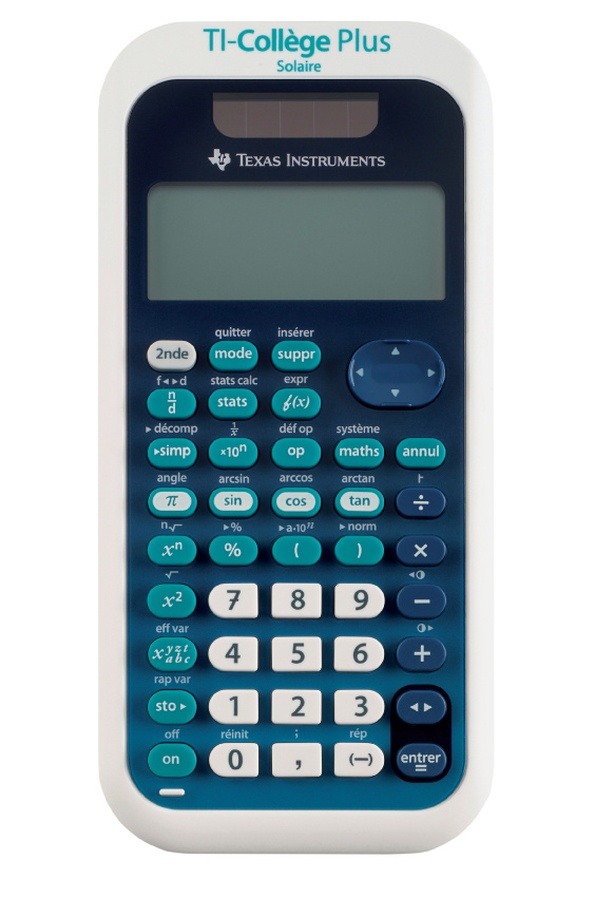 TI-Collège Plus
Solaire
TEXAS INSTRUMENTS
quitter insérer
2nde mode suppr
f◄►d stats calc expr
n/d stats f(x)
►décomp 1/x déf op système
►simp ×10ⁿ op maths annul
angle arcsin arccos arctan ⊢
π sin cos tan ÷
ⁿ√ ►% ►a·10ⁿ ►norm
xⁿ % ( ) ×
√ ◄◑
x² 7 8 9 −
eff var ◑►
x y z t a b c 4 5 6 +
rap var
sto► 1 2 3 ◄ ►
off réinit ; rép
on 0 , (—) entrer =